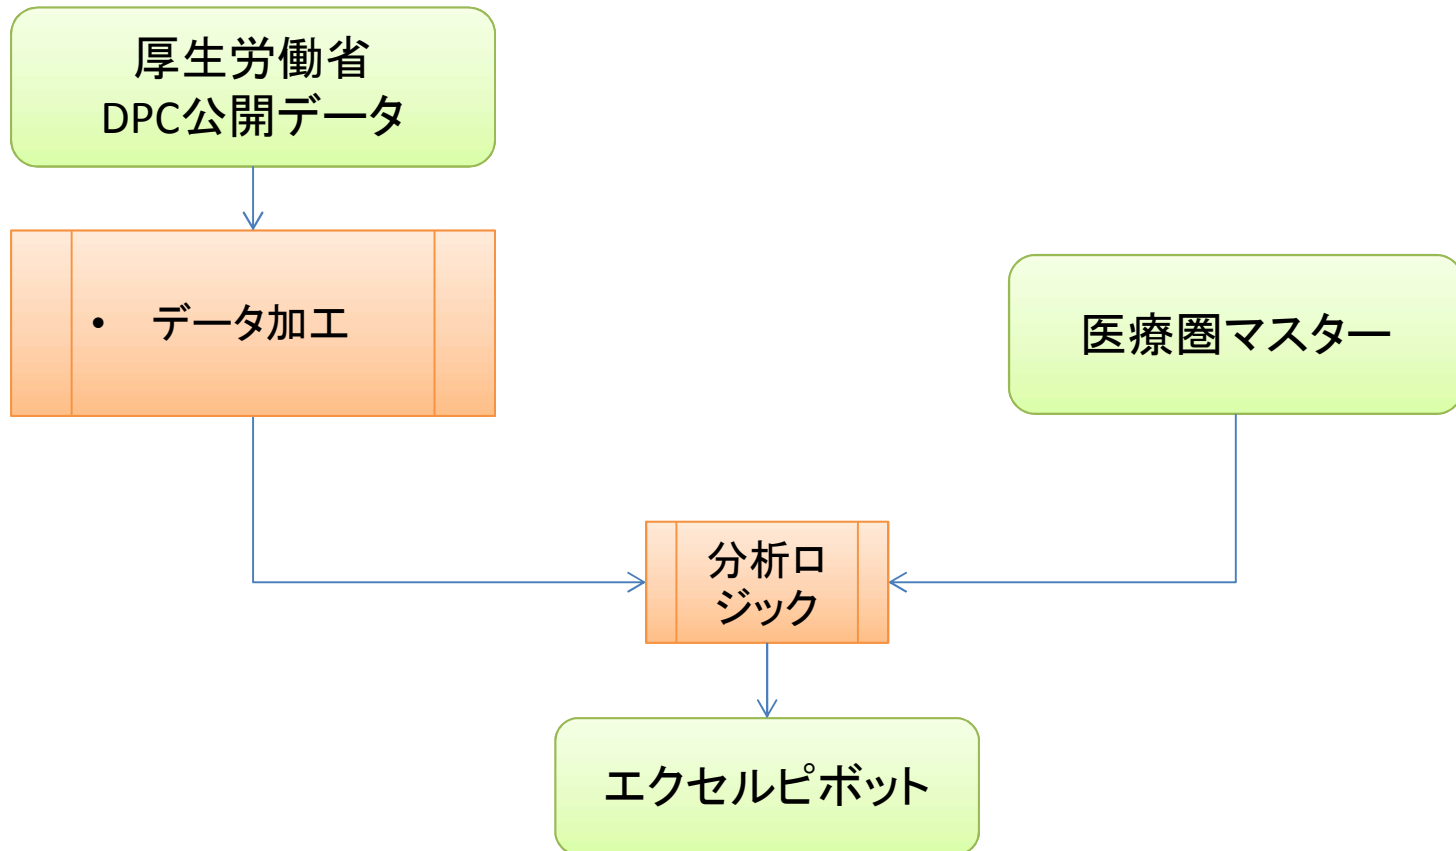 厚生労働省
DPC公開データ
• データ加工
医療圏マスター
分析ロ
ジック
エクセルピボット